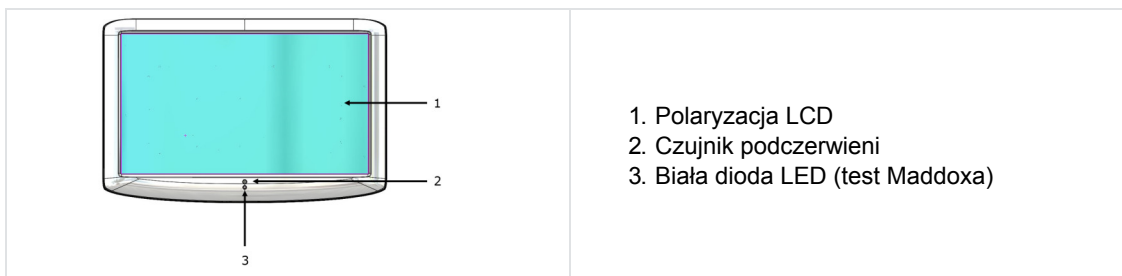 1
2
3
1. Polaryzacja LCD
2. Czujnik podczerwieni
3. Biała dioda LED (test Maddoxa)